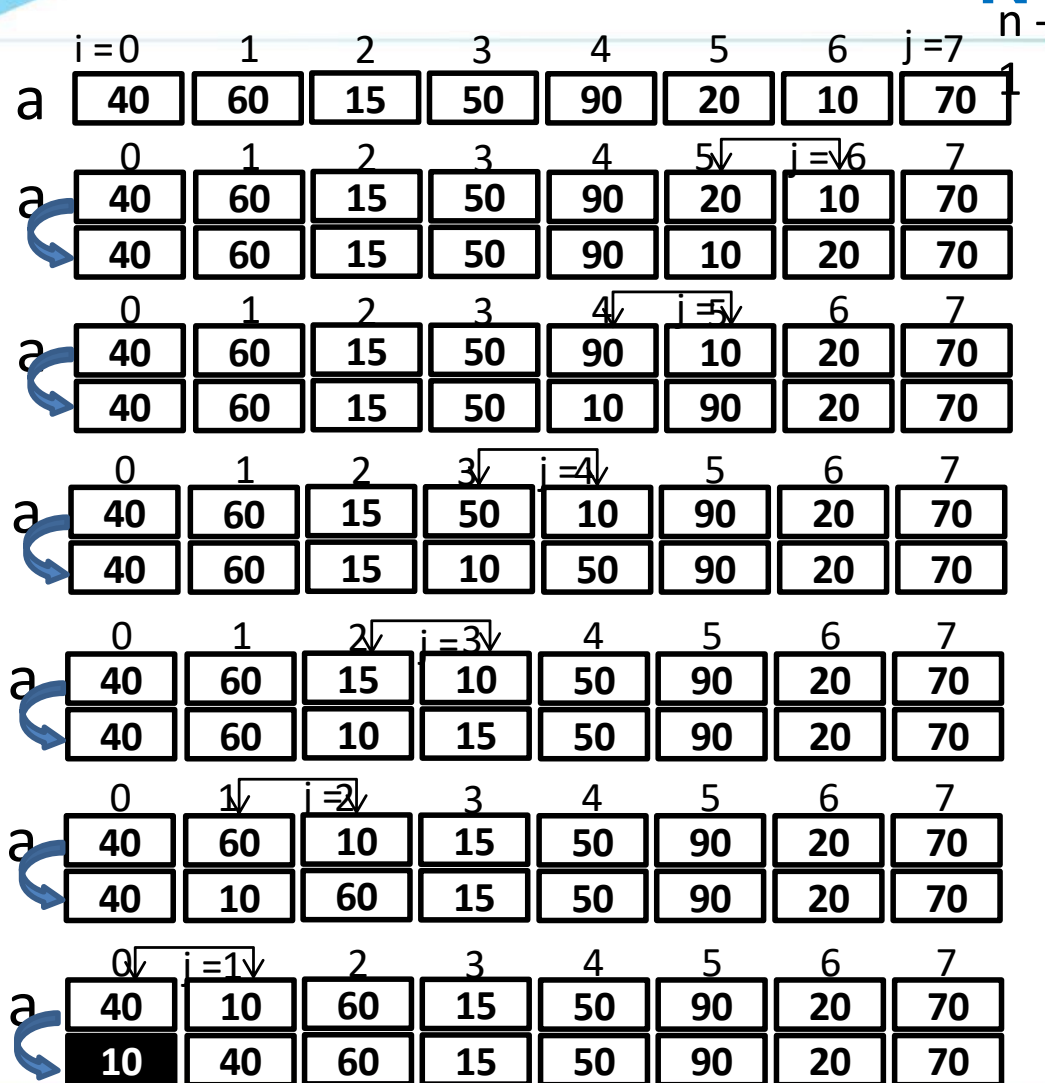 n -
1
i = 0 1 2 3 4 5 6 j =7
a 40 60 15 50 90 20 10 70
0 1 2 3 4 5 j = 6 7
a 40 60 15 50 90 20 10 70
40 60 15 50 90 10 20 70
0 1 2 3 4 j =5 6 7
a 40 60 15 50 90 10 20 70
40 60 15 50 10 90 20 70
0 1 2 3 j =4 5 6 7
a 40 60 15 50 10 90 20 70
40 60 15 10 50 90 20 70
0 1 2 j =3 4 5 6 7
a 40 60 15 10 50 90 20 70
40 60 10 15 50 90 20 70
0 1 j =2 3 4 5 6 7
a 40 60 10 15 50 90 20 70
40 10 60 15 50 90 20 70
0 j =1 2 3 4 5 6 7
a 40 10 60 15 50 90 20 70
10 40 60 15 50 90 20 70